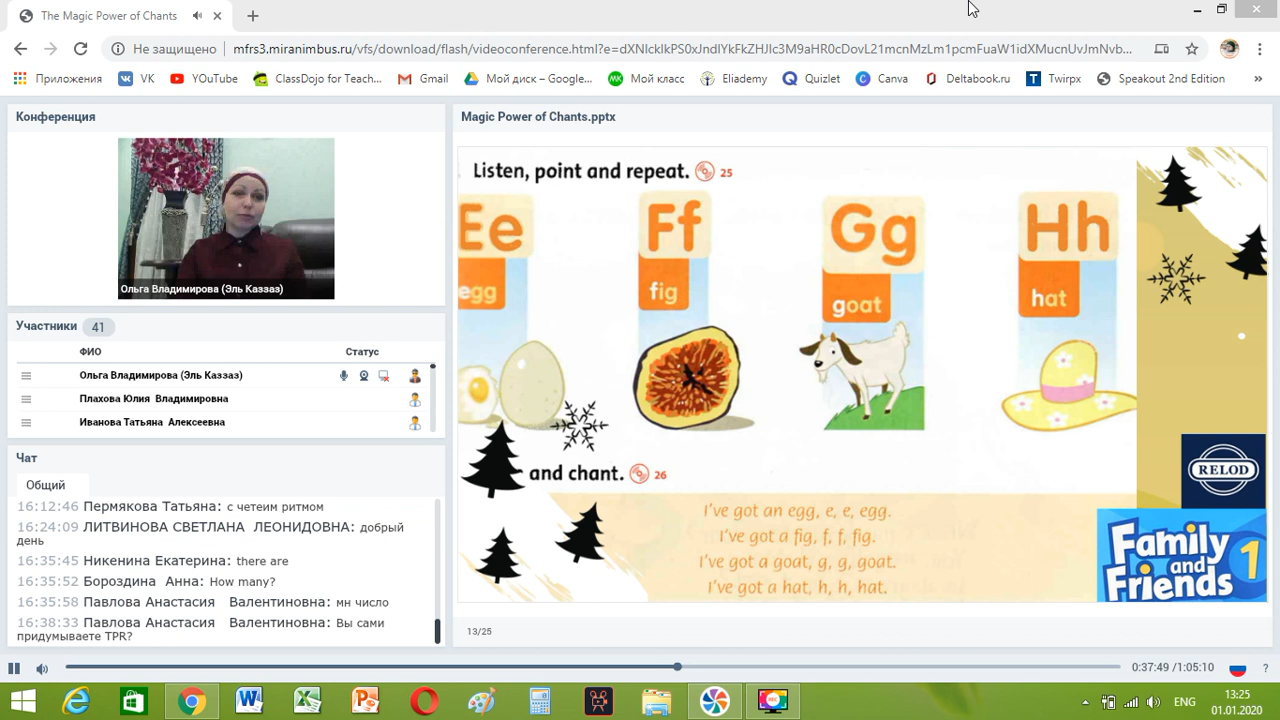 The Magic Power of Chants
Не защищено
mfrs3.miranimbus.ru/vfs/download/flash/videoconference.html?e=dXNlcklkPS0xJndlYkFkZHJlc3M9aHR0cDovL21mcnMzLm1pcmFuaW1idXMucnUvJmNvb...
Приложения
VK
YOutube
ClassDojo for Teach...
Gmail
Мой диск – Google...
Мой класс
Eliademy
Quizlet
Canva
Deltabook.ru
Twirpx
Speakout 2nd Edition
Конференция
Ольга Владимирова (Эль Каззаз)
Участники 41
ФИО Статус
Ольга Владимирова (Эль Каззаз)
Плахова Юлия Владимировна
Иванова Татьяна Алексеевна
Чат
Общий
16:12:46 Пермякова Татьяна: с четеим ритмом
16:24:09 ЛИТВИНОВА СВЕТЛАНА ЛЕОНИДОВНА: добрый
день
16:35:45 Никенина Екатерина: there are
16:35:52 Бороздина Анна: How many?
16:35:58 Павлова Анастасия Валентиновна: мн число
16:38:33 Павлова Анастасия Валентиновна: Вы сами
придумываете TPR?
Magic Power of Chants.pptx
Listen, point and repeat. 25
Ee Ff Gg Hh
egg fig goat hat
and chant. 26
I've got an egg, e, e, egg.
I've got a fig, f, f, fig.
I've got a goat, g, g, goat.
I've got a hat, h, h, hat.
RELOD
Family
and
Friends 1
13/25
0:37:49 /1:05:10
?
ENG
13:25
01.01.2020